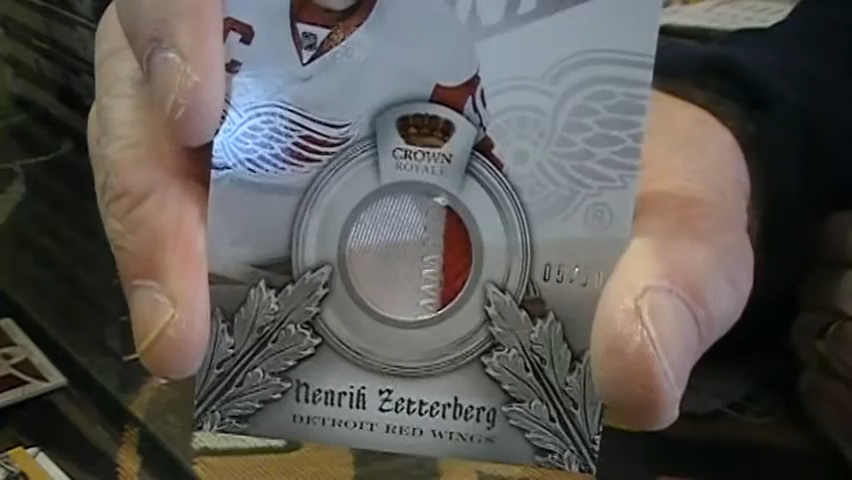 C
CROWN
ROYALE
®
Henrik Zetterberg
DETROIT RED WINGS